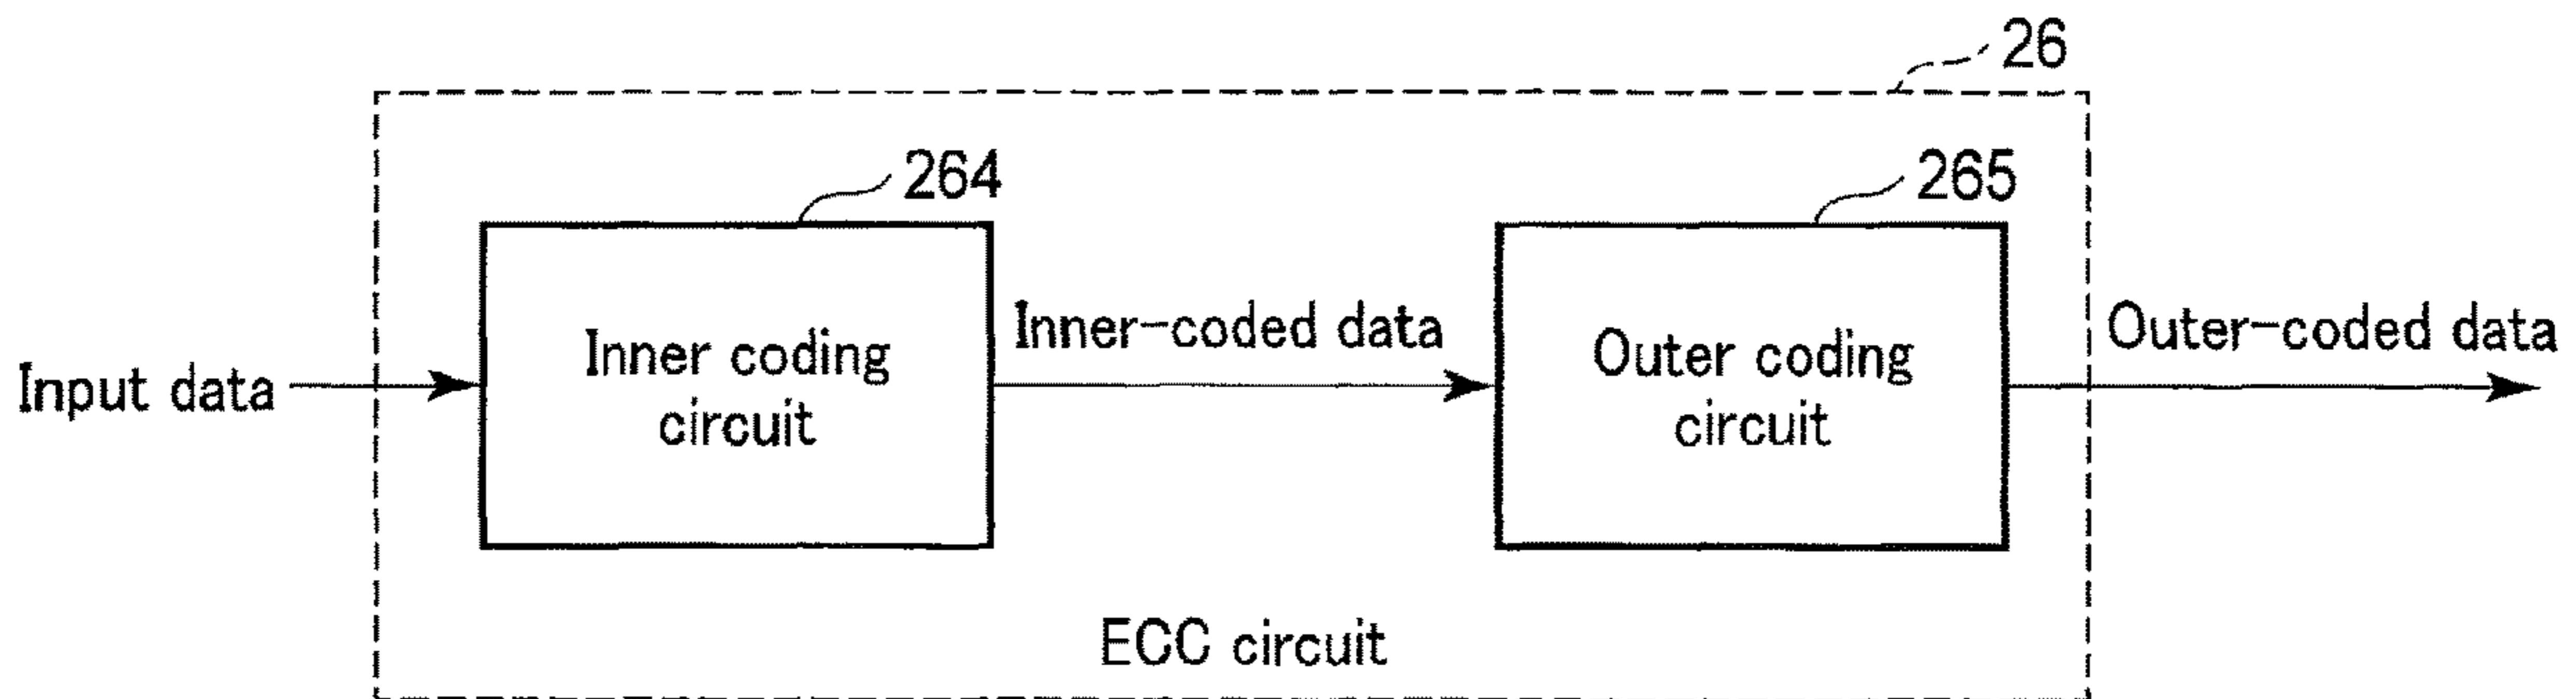 26
264
265
Input data
Inner coding
circuit
Inner-coded data
Outer coding
circuit
Outer-coded data
ECC circuit